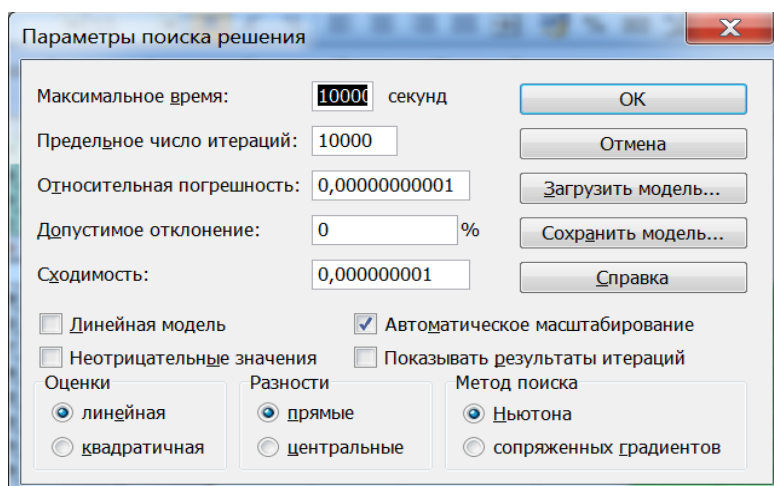 Параметры поиска решения
Максимальное время: 10000 секунд OK
Предельное число итераций: 10000 Отмена
Относительная погрешность: 0,00000000001 Загрузить модель...
Допустимое отклонение: 0 % Сохранить модель...
Сходимость: 0,000000001 Справка
Линейная модель Автоматическое масштабирование
Неотрицательные значения Показывать результаты итераций
Оценки Разности Метод поиска
линейная прямые Ньютона
квадратичная центральные сопряженных градиентов